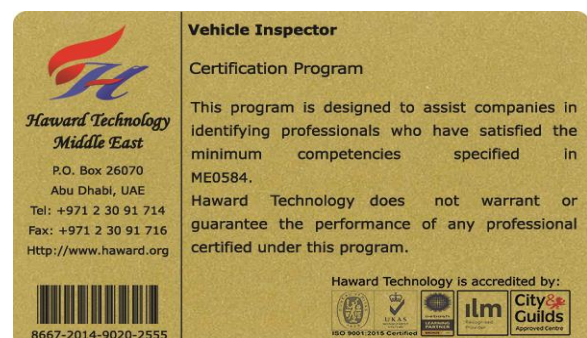 Haward Technology
Middle East
P.O. Box 26070
Abu Dhabi, UAE
Tel: +971 2 30 91 714
Fax: +971 2 30 91 716
Http://www.haward.org
8667-2014-9020-2555
Vehicle Inspector
Certification Program
This program is designed to assist companies in
identifying professionals who have satisfied the
minimum competencies specified in
ME0584.
Haward Technology does not warrant or
guarantee the performance of any professional
certified under this program.
Haward Technology is accredited by:
UKAS
ISO 9001:2015 Certified
ilm
City&
Guilds
Approved Centre